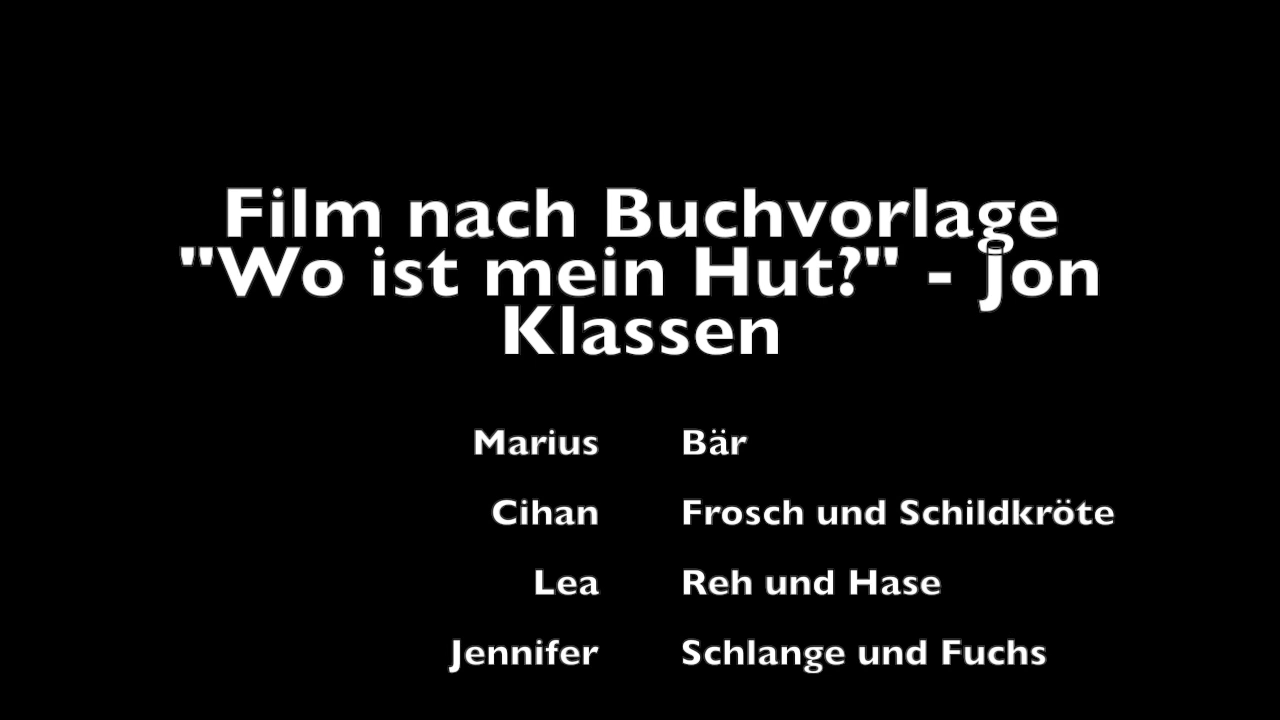 Film nach Buchvorlage
"Wo ist mein Hut?" - Jon
Klassen
Marius Bär
Cihan Frosch und Schildkröte
Lea Reh und Hase
Jennifer Schlange und Fuchs